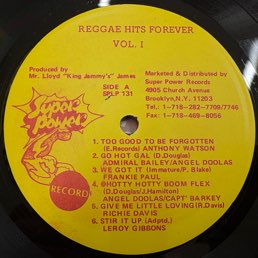 REGGAE HITS FOREVER
VOL. I
Produced by
Mr. Lloyd "King Jammy's" James
SIDE A
SPLP 131
Marketed & Distributed by
Super Power Records
4905 Church Avenue
Brooklyn, N.Y. 11203
Tel. 1-718-282-7709/7746
Fax: 1-718-469-8056
Super
Power
RECORD
1. TOO GOOD TO BE FORGOTTEN
(E.Records) ANTHONY WATSON
2. GO HOT GAL (D.Douglas)
ADMIRAL BAILEY/ANGEL DOOLAS
3. WE GOT IT (Immature/P. Blake)
FRANKIE PAUL
4. @HOTTY HOTTY BOOM FLEX
(D.Douglas/J.Hamilton)
ANGEL DOOLAS/CAPT' BARKEY
5. GIVE ME LITTLE LOVING (R.Davis)
RICHIE DAVIS
6. STIR IT UP (Adptd.)
LEROY GIBBONS